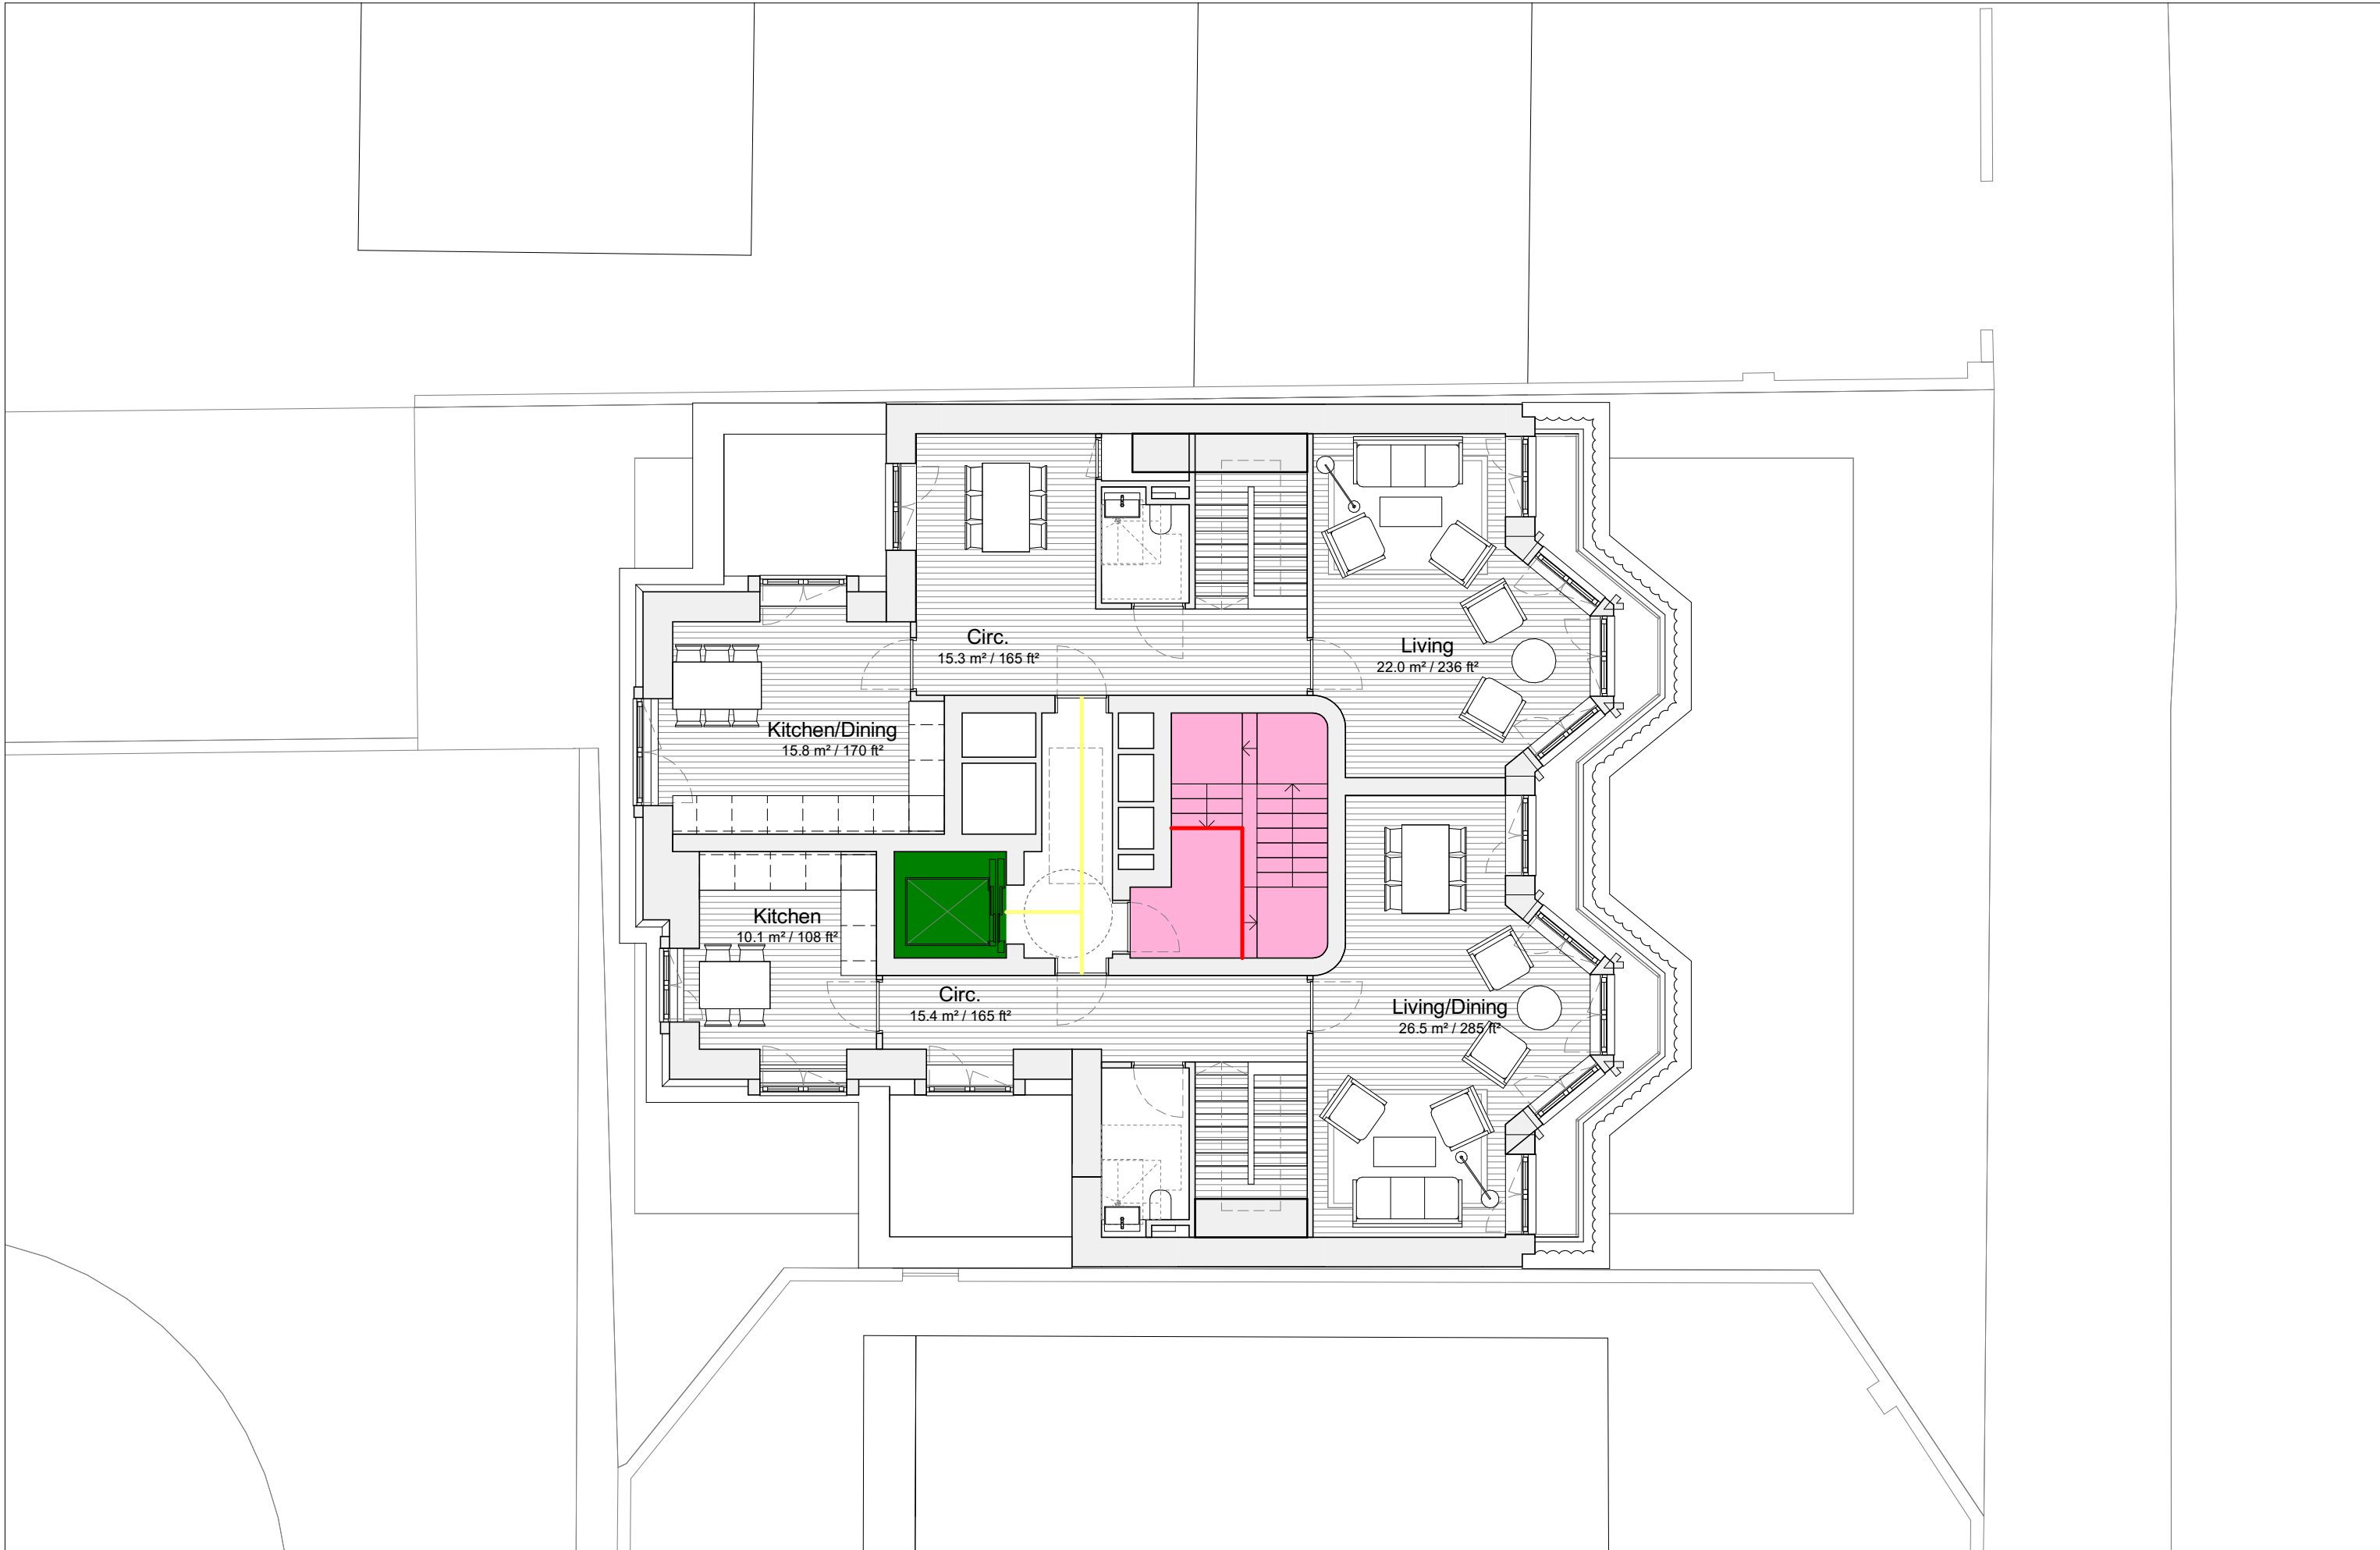 Circ.
15.3 m² / 165 ft²
Living
22.0 m² / 236 ft²
Kitchen/Dining
15.8 m² / 170 ft²
Kitchen
10.1 m² / 108 ft²
Circ.
15.4 m² / 165 ft²
Living/Dining
26.5 m² / 285 ft²